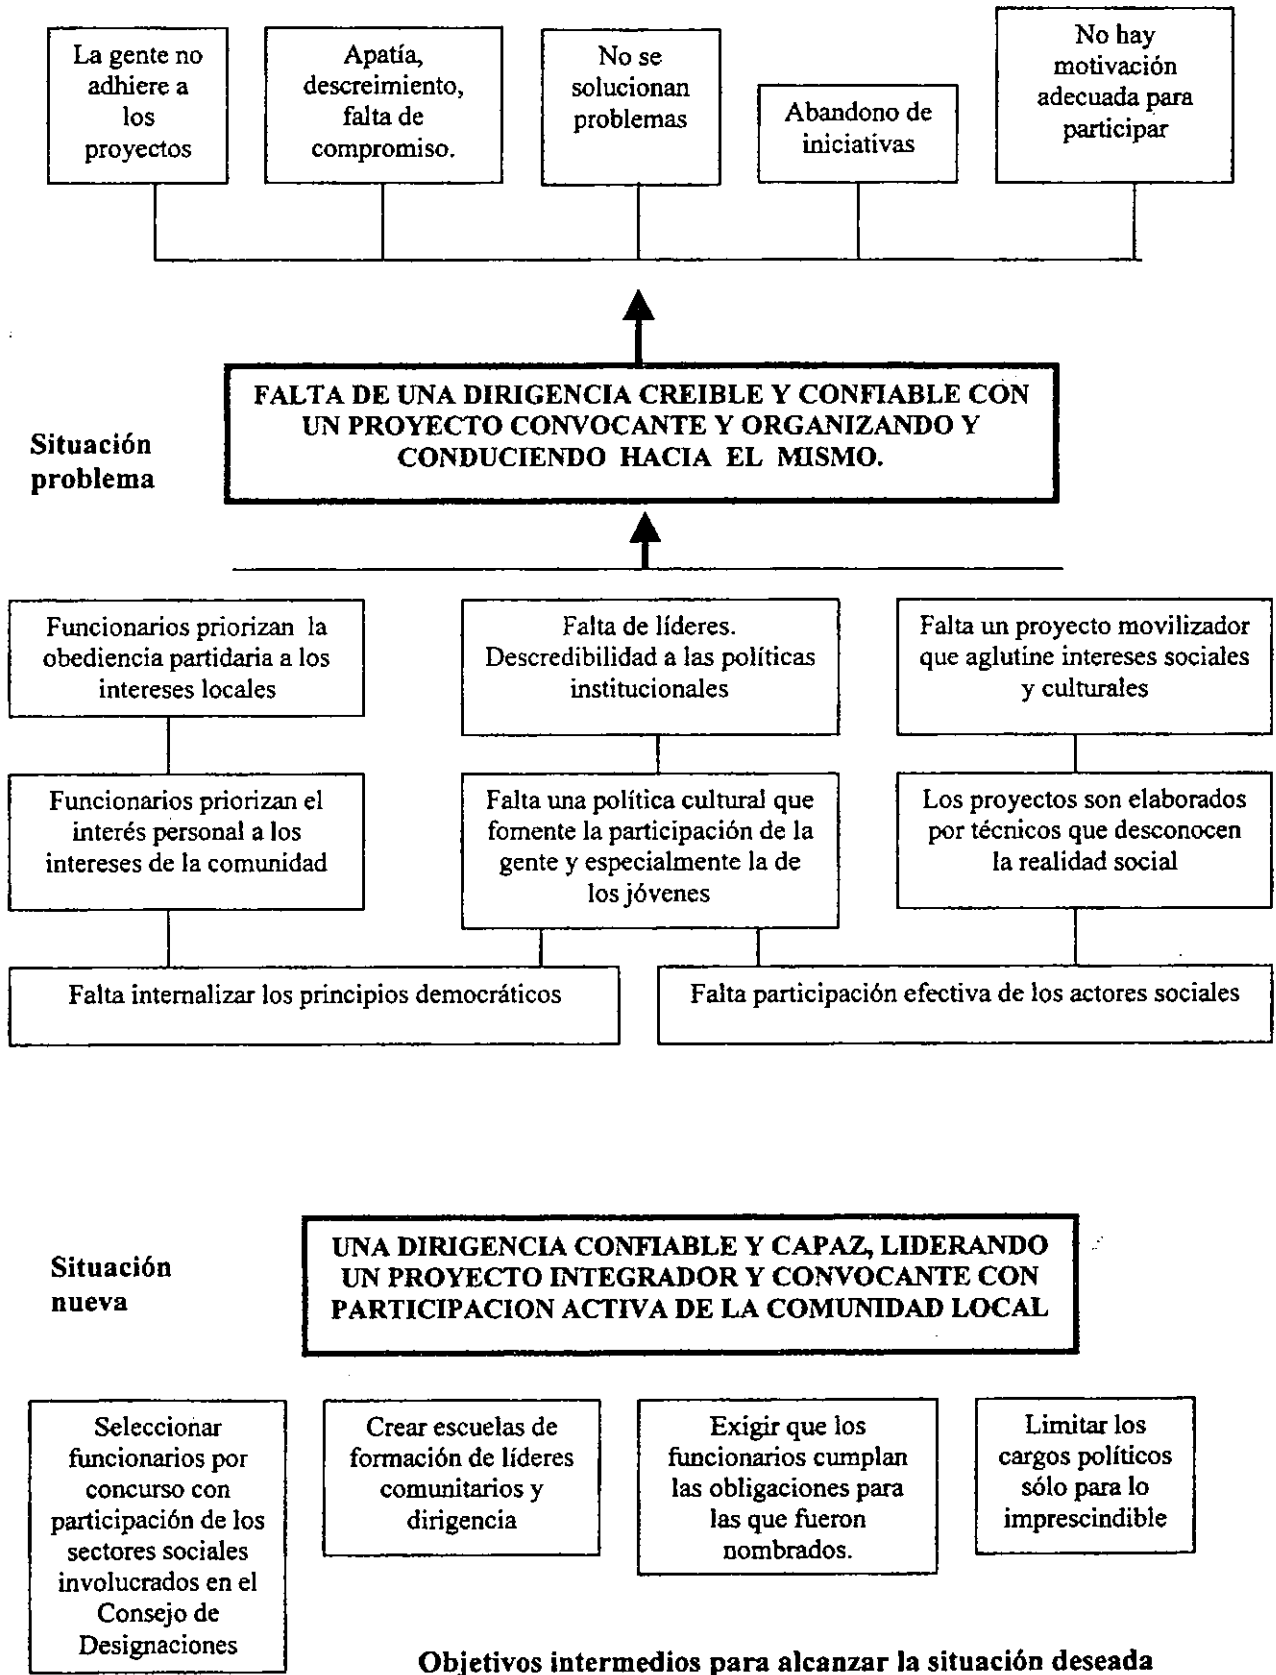 La gente no
adhiere a
los
proyectos
Apatía,
descreimiento,
falta de
compromiso.
No se
solucionan
problemas
Abandono de
iniciativas
No hay
motivación
adecuada para
participar
Situación
problema
FALTA DE UNA DIRIGENCIA CREIBLE Y CONFIABLE CON
UN PROYECTO CONVOCANTE Y ORGANIZANDO Y
CONDUCIENDO HACIA EL MISMO.
Funcionarios priorizan la
obediencia partidaria a los
intereses locales
Falta de líderes.
Descredibilidad a las políticas
institucionales
Falta un proyecto movilizador
que aglutine intereses sociales
y culturales
Funcionarios priorizan el
interés personal a los
intereses de la comunidad
Falta una política cultural que
fomente la participación de la
gente y especialmente la de
los jóvenes
Los proyectos son elaborados
por técnicos que desconocen
la realidad social
Falta internalizar los principios democráticos
Falta participación efectiva de los actores sociales
Situación
nueva
UNA DIRIGENCIA CONFIABLE Y CAPAZ, LIDERANDO
UN PROYECTO INTEGRADOR Y CONVOCANTE CON
PARTICIPACION ACTIVA DE LA COMUNIDAD LOCAL
Seleccionar
funcionarios por
concurso con
participación de los
sectores sociales
involucrados en el
Consejo de
Designaciones
Crear escuelas de
formación de líderes
comunitarios y
dirigencia
Exigir que los
funcionarios cumplan
las obligaciones para
las que fueron
nombrados.
Limitar los
cargos políticos
sólo para lo
imprescindible
Objetivos intermedios para alcanzar la situación deseada